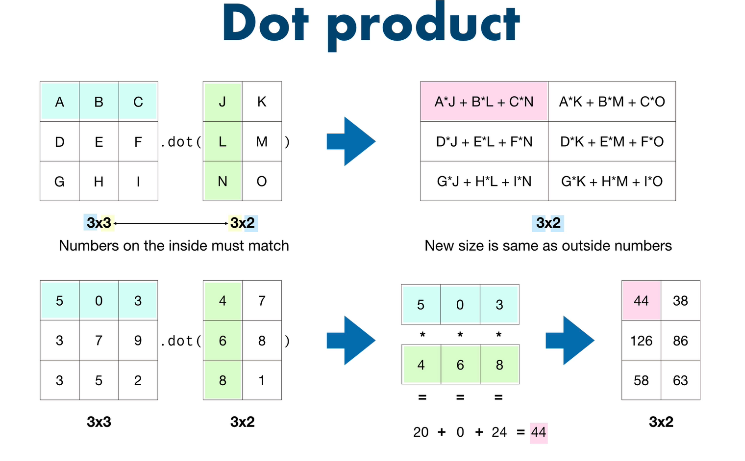 Dot product
A B C
D E F
G H I
.dot(
J K
L M
N O
)
A*J + B*L + C*N A*K + B*M + C*O
D*J + E*L + F*N D*K + E*M + F*O
G*J + H*L + I*N G*K + H*M + I*O
3x3 3x2
Numbers on the inside must match
3x2
New size is same as outside numbers
5 0 3
3 7 9
3 5 2
.dot(
4 7
6 8
8 1
)
3x3
3x2
5 0 3
* * *
4 6 8
= = =
20 + 0 + 24 = 44
44 38
126 86
58 63
3x2